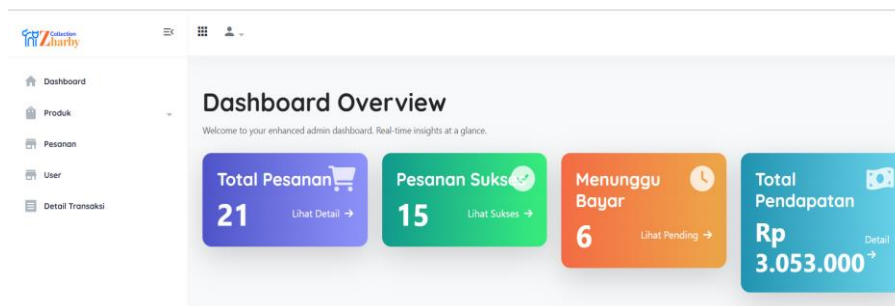 Collection
Zharby
Dashboard
Produk
Pesanan
User
Detail Transaksi
Dashboard Overview
Welcome to your enhanced admin dashboard. Real-time insights at a glance.
Total Pesanan
21
Lihat Detail →
Pesanan Sukses
15
Lihat Sukses →
Menunggu
Bayar
6
Lihat Pending →
Total
Pendapatan
Rp
3.053.000
Detail
→